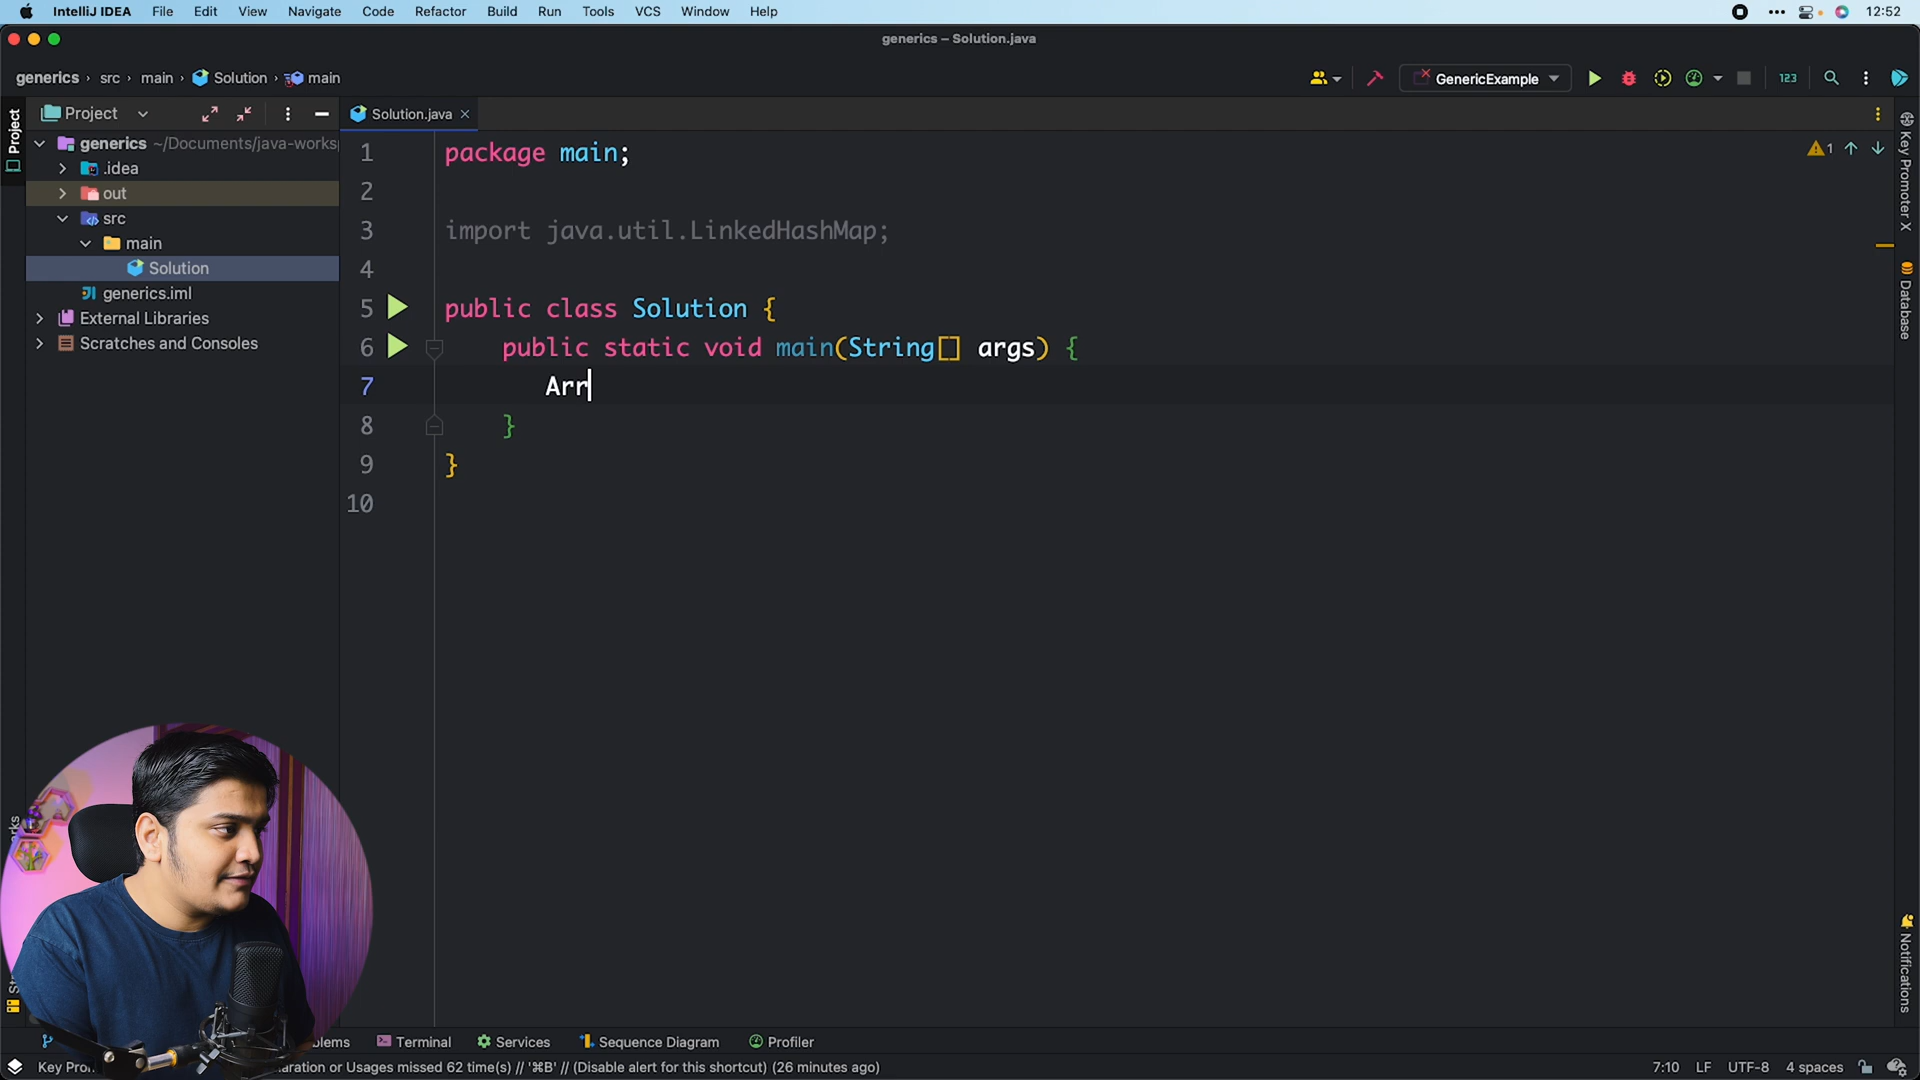 IntelliJ IDEA File Edit View Navigate Code Refactor Build Run Tools VCS Window Help 12:52
generics – Solution.java
generics › src › main › Solution › main GenericExample 123
Project
Project
Solution.java
generics ~/Documents/java-works
.idea
out
src
main
Solution
generics.iml
External Libraries
Scratches and Consoles
1 package main;
2
3 import java.util.LinkedHashMap;
4
5 public class Solution {
6 public static void main(String[] args) {
7 Arr
8 }
9 }
10
1
Key Promoter X
Database
Notifications
Terminal Services Sequence Diagram Profiler
Key aration or Usages missed 62 time(s) // '⌘B' // (Disable alert for this shortcut) (26 minutes ago) 7:10 LF UTF-8 4 spaces